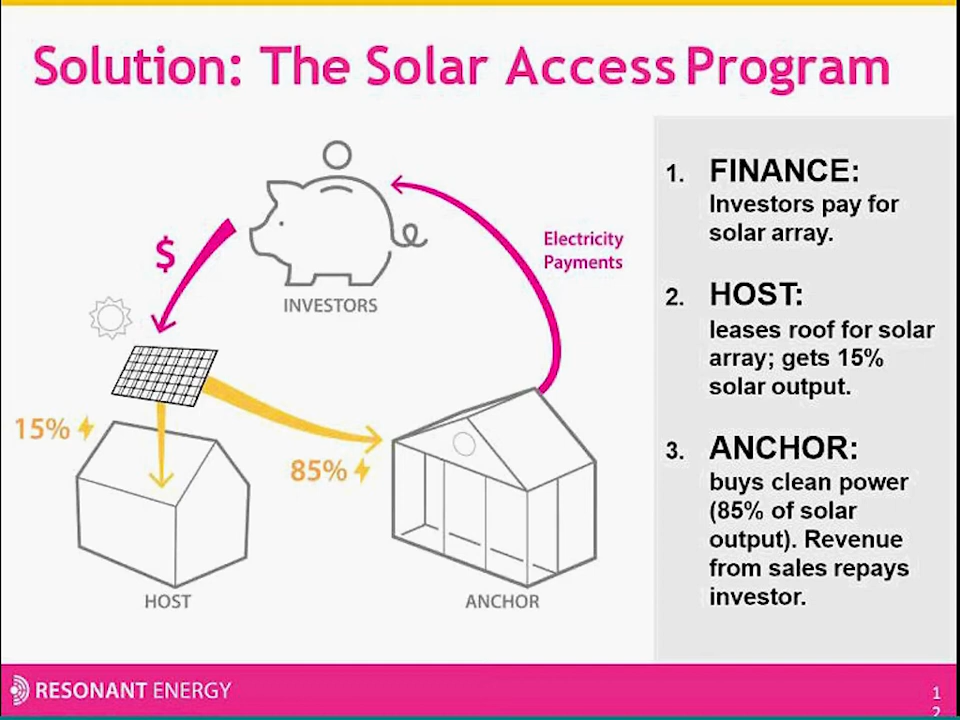 Solution: The Solar Access Program
$
Electricity
Payments
INVESTORS
15%
85%
HOST
ANCHOR
1. FINANCE:
Investors pay for
solar array.
2. HOST:
leases roof for solar
array; gets 15%
solar output.
3. ANCHOR:
buys clean power
(85% of solar
output). Revenue
from sales repays
investor.
RESONANT ENERGY
1
2